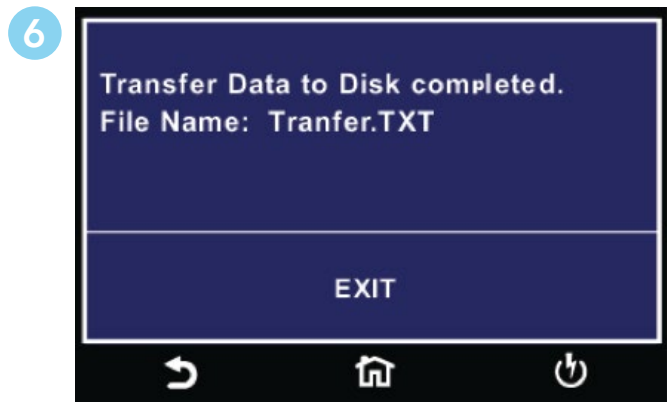 6
Transfer Data to Disk completed.
File Name: Tranfer.TXT
EXIT